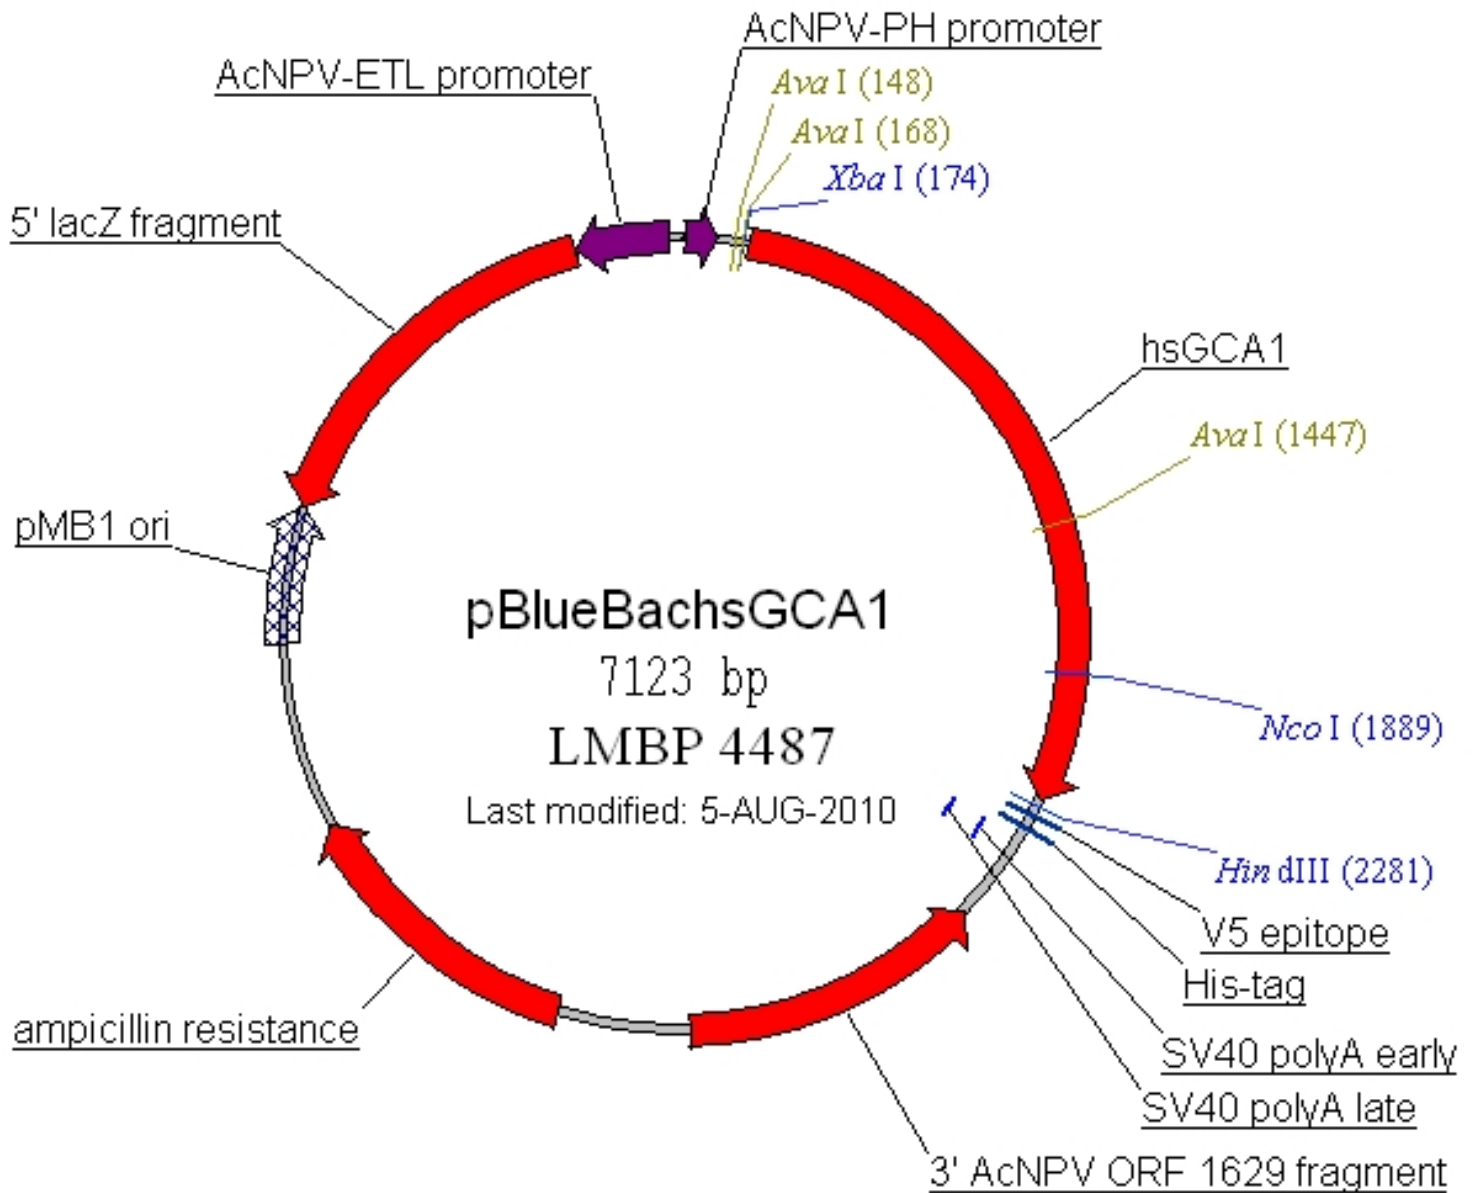 AcNPV-PH promoter
AcNPV-ETL promoter
Ava I (148)
Ava I (168)
Xba I (174)
5' lacZ fragment
hsGCA1
Ava I (1447)
pMB1 ori
pBlueBachsGCA1
7123 bp
LMBP 4487
Last modified: 5-AUG-2010
Nco I (1889)
Hin dIII (2281)
V5 epitope
His-tag
ampicillin resistance
SV40 polyA early
SV40 polyA late
3' AcNPV ORF 1629 fragment